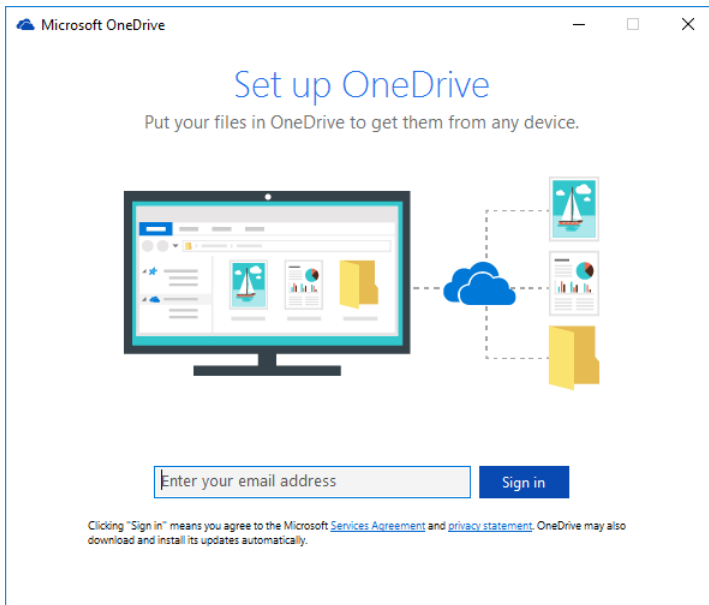 Microsoft OneDrive
Set up OneDrive
Put your files in OneDrive to get them from any device.
Enter your email address
Sign in
Clicking "Sign in" means you agree to the Microsoft Services Agreement and privacy statement. OneDrive may also
download and install its updates automatically.